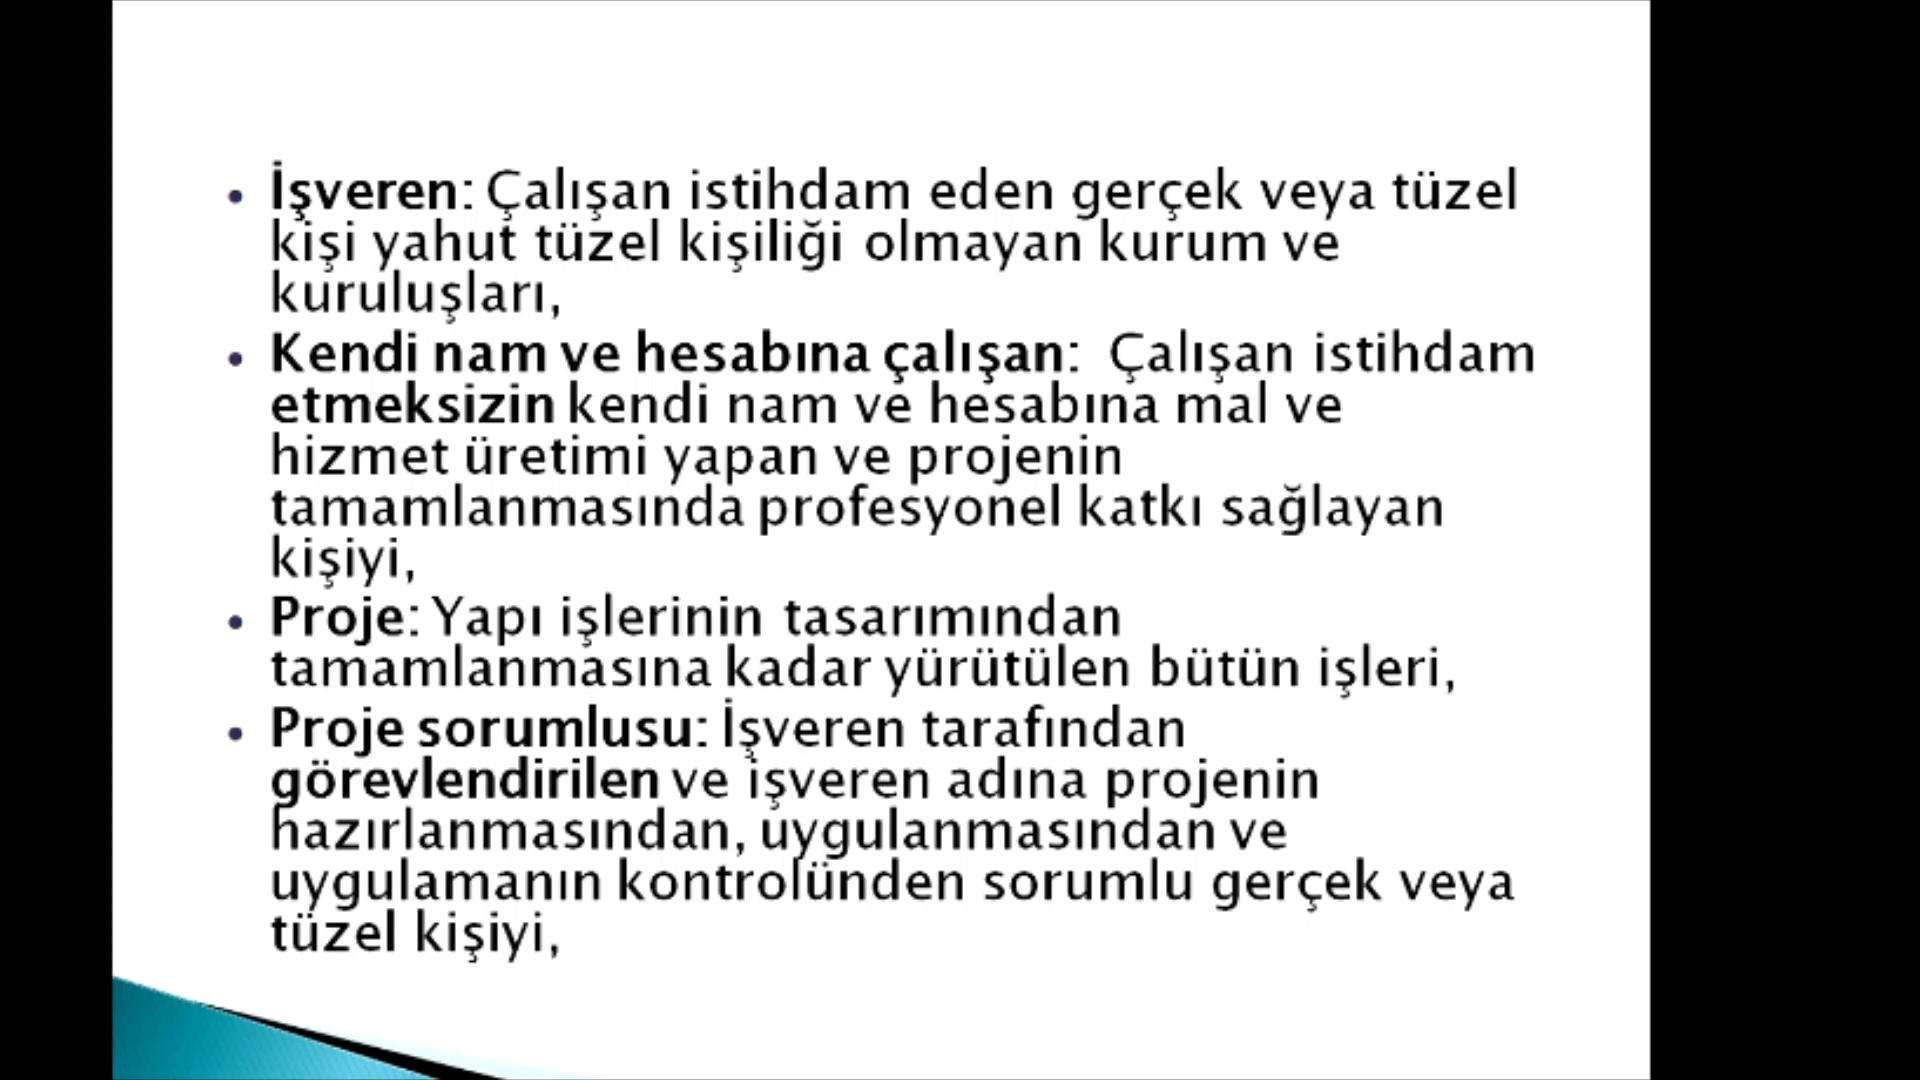 • İşveren: Çalışan istihdam eden gerçek veya tüzel
kişi yahut tüzel kişiliği olmayan kurum ve
kuruluşları,
• Kendi nam ve hesabına çalışan: Çalışan istihdam
etmeksizin kendi nam ve hesabına mal ve
hizmet üretimi yapan ve projenin
tamamlanmasında profesyonel katkı sağlayan
kişiyi,
• Proje: Yapı işlerinin tasarımından
tamamlanmasına kadar yürütülen bütün işleri,
• Proje sorumlusu: İşveren tarafından
görevlendirilen ve işveren adına projenin
hazırlanmasından, uygulanmasından ve
uygulamanın kontrolünden sorumlu gerçek veya
tüzel kişiyi,